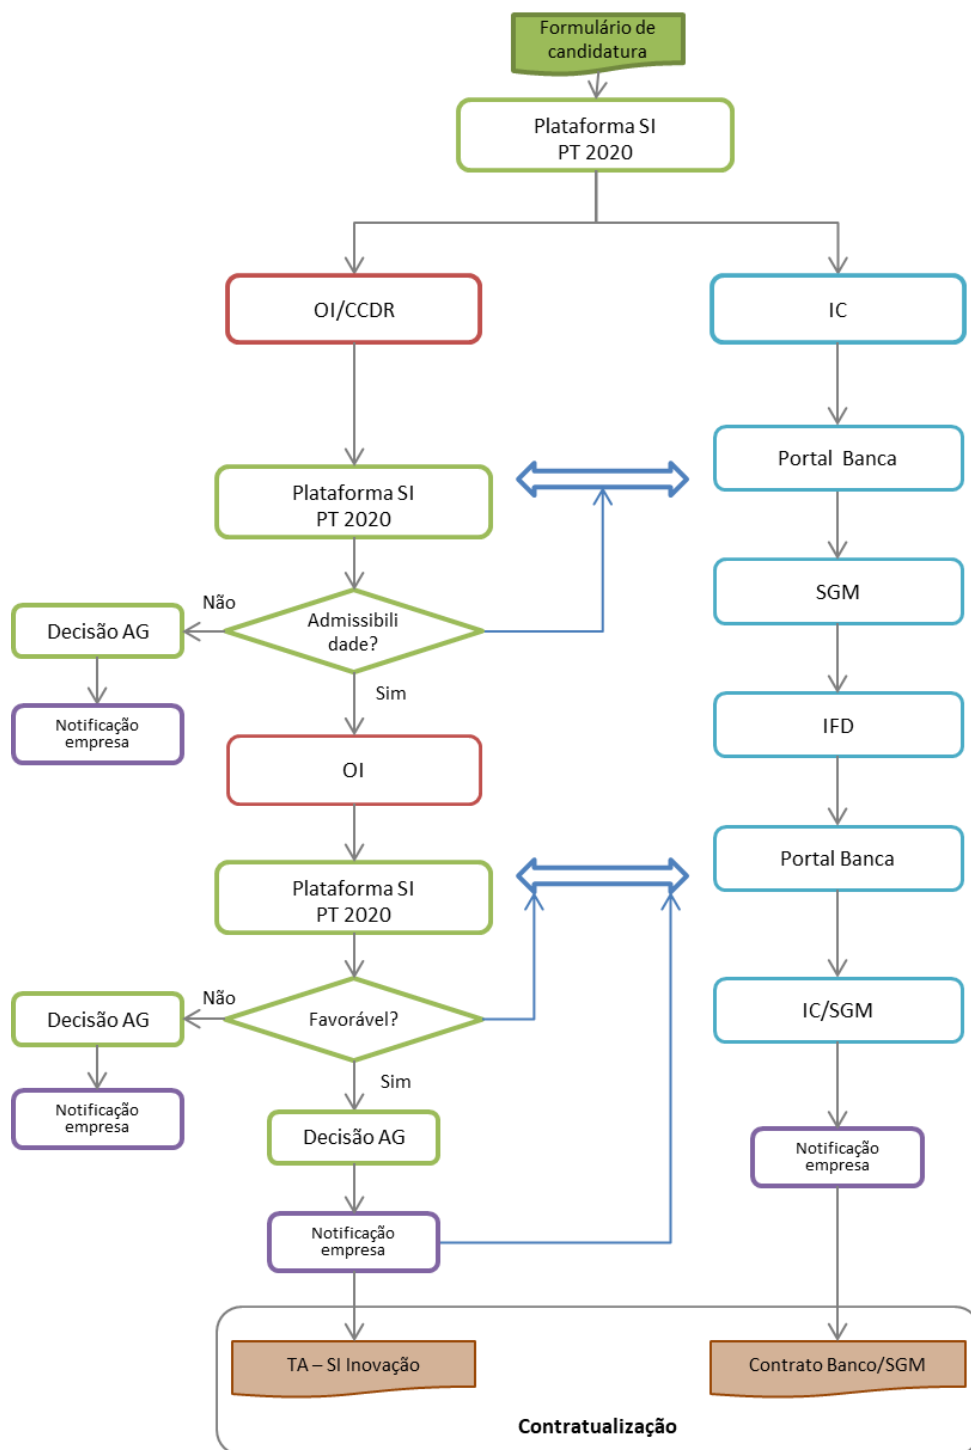 Formulário de
candidatura
Plataforma SI
PT 2020
OI/CCDR
IC
Portal Banca
Plataforma SI
PT 2020
SGM
Não
Admissibili
dade?
Decisão AG
Sim
Notificação
empresa
IFD
OI
Portal Banca
Plataforma SI
PT 2020
Não
Favorável?
Decisão AG
IC/SGM
Sim
Notificação
empresa
Decisão AG
Notificação
empresa
Notificação
empresa
TA – SI Inovação
Contrato Banco/SGM
Contratualização